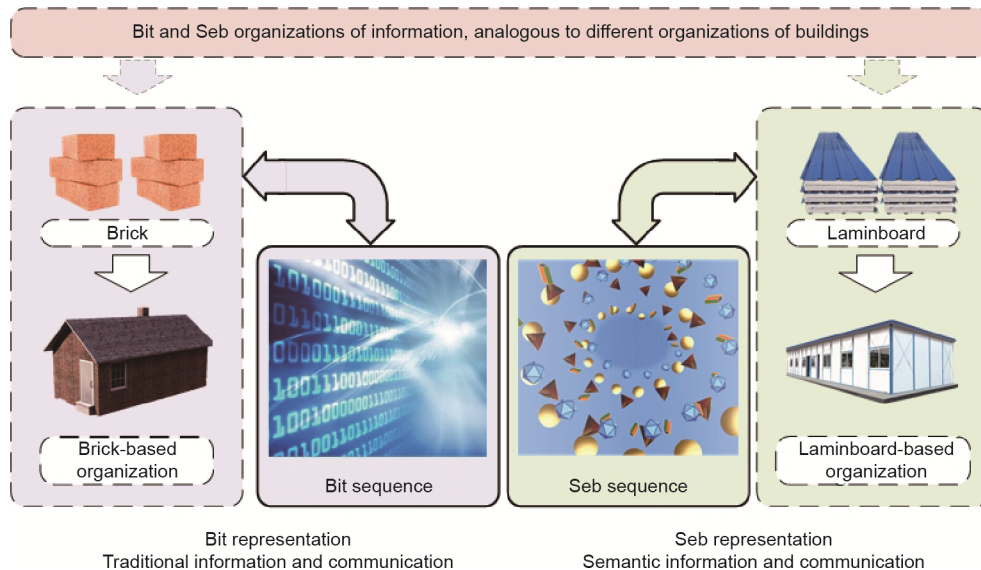 Bit and Seb organizations of information, analogous to different organizations of buildings
Brick
Laminboard
Brick-based
organization
Bit sequence
Seb sequence
Laminboard-based
organization
Bit representation
Traditional information and communication
Seb representation
Semantic information and communication